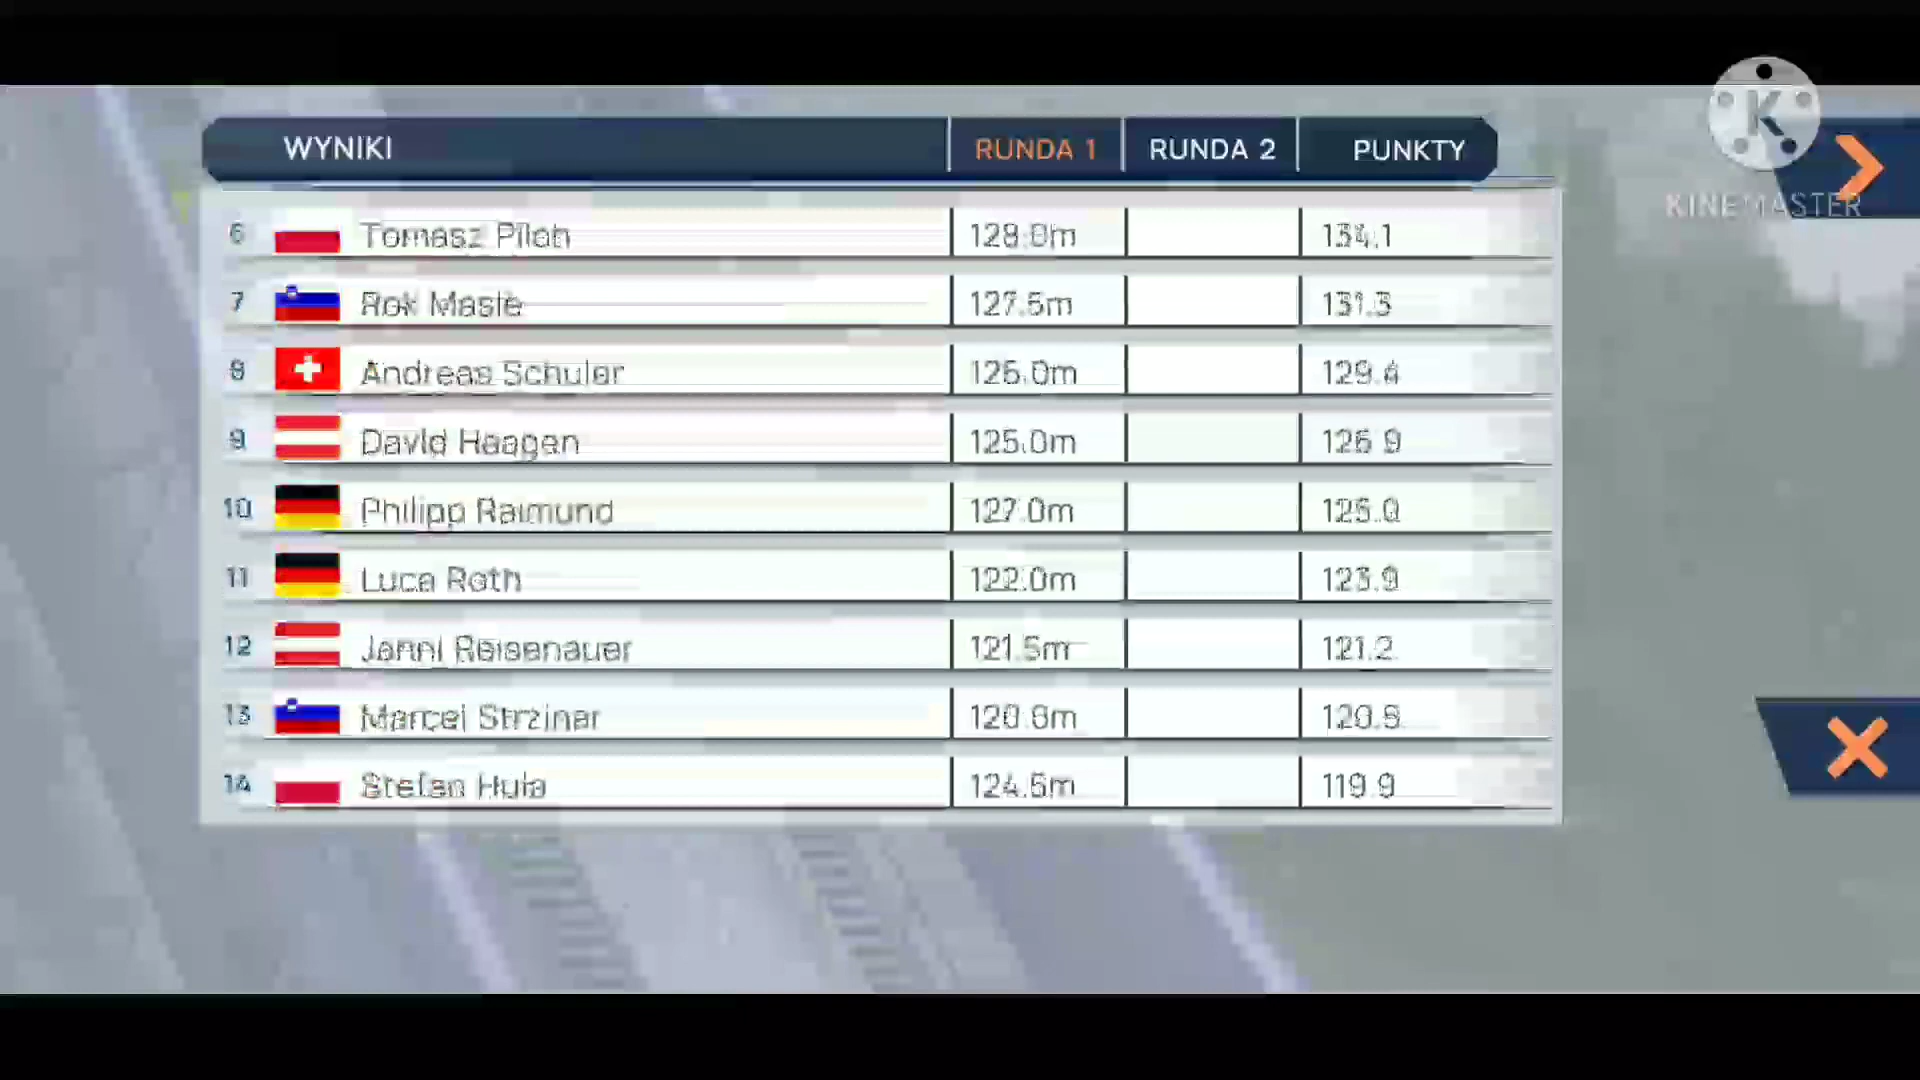 WYNIKI RUNDA 1 RUNDA 2 PUNKTY
KINEMASTER
6 Tomasz Pilch 128.0m 134.1
7 Rok Masle 127.5m 131.3
8 Andreas Schuler 126.0m 129.4
9 David Haagen 125.0m 126.9
10 Philipp Raimund 127.0m 125.0
11 Luca Roth 122.0m 123.9
12 Janni Reisenauer 121.5m 121.2
13 Marcel Strziner 120.8m
14 Stefan Hula 124.5m 119.9